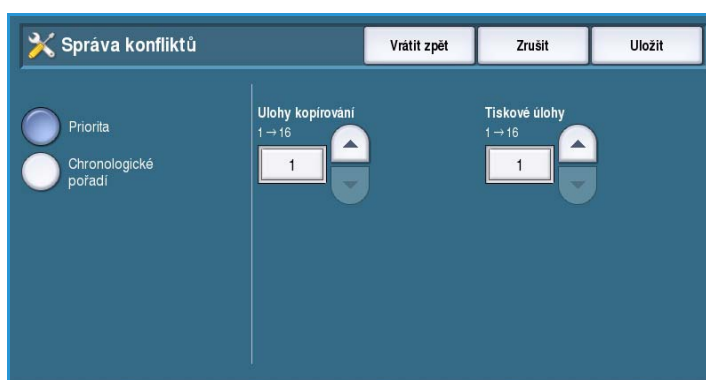 Správa konfliktů
Vrátit zpět
Zrušit
Uložit
Priorita
Chronologické
pořadí
Ulohy kopírování
1→16
1
Tiskové úlohy
1→16
1